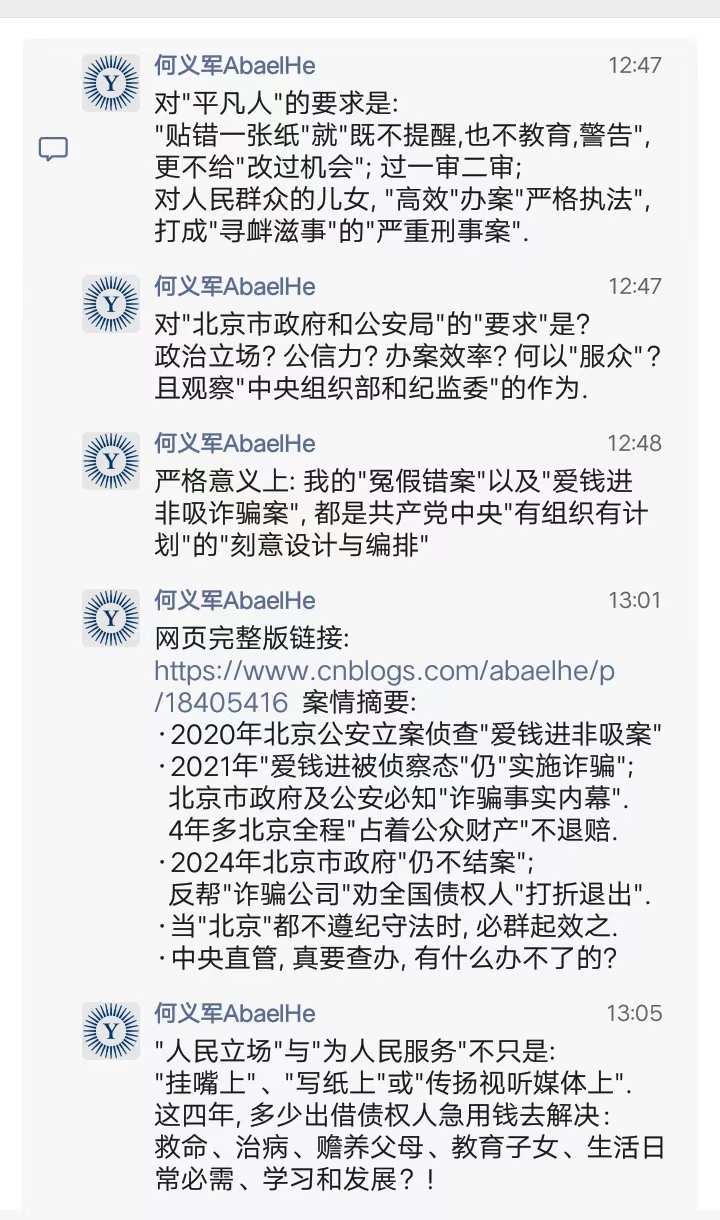 何义军AbaelHe 12:47
对"平凡人"的要求是:
"贴错一张纸"就"既不提醒,也不教育,警告",
更不给"改过机会"; 过一审二审;
对人民群众的儿女, "高效"办案"严格执法",
打成"寻衅滋事"的"严重刑事案".
何义军AbaelHe 12:47
对"北京市政府和公安局"的"要求"是?
政治立场? 公信力? 办案效率? 何以"服众"?
且观察"中央组织部和纪监委"的作为.
何义军AbaelHe 12:48
严格意义上: 我的"冤假错案"以及"爱钱进
非吸诈骗案", 都是共产党中央"有组织有计
划"的"刻意设计与编排"
何义军AbaelHe 13:01
网页完整版链接:
https://www.cnblogs.com/abaelhe/p
/18405416 案情摘要:
·2020年北京公安立案侦查"爱钱进非吸案"
·2021年"爱钱进被侦察态"仍"实施诈骗";
北京市政府及公安必知"诈骗事实内幕".
4年多北京全程"占着公众财产"不退赔.
·2024年北京市政府"仍不结案";
反帮"诈骗公司"劝全国债权人"打折退出".
·当"北京"都不遵纪守法时, 必群起效之.
·中央直管, 真要查办, 有什么办不了的?
何义军AbaelHe 13:05
"人民立场"与"为人民服务"不只是:
"挂嘴上"、"写纸上"或"传扬视听媒体上".
这四年, 多少出借债权人急用钱去解决:
救命、治病、赡养父母、教育子女、生活日
常必需、学习和发展? !
Y
Y
Y
Y
Y